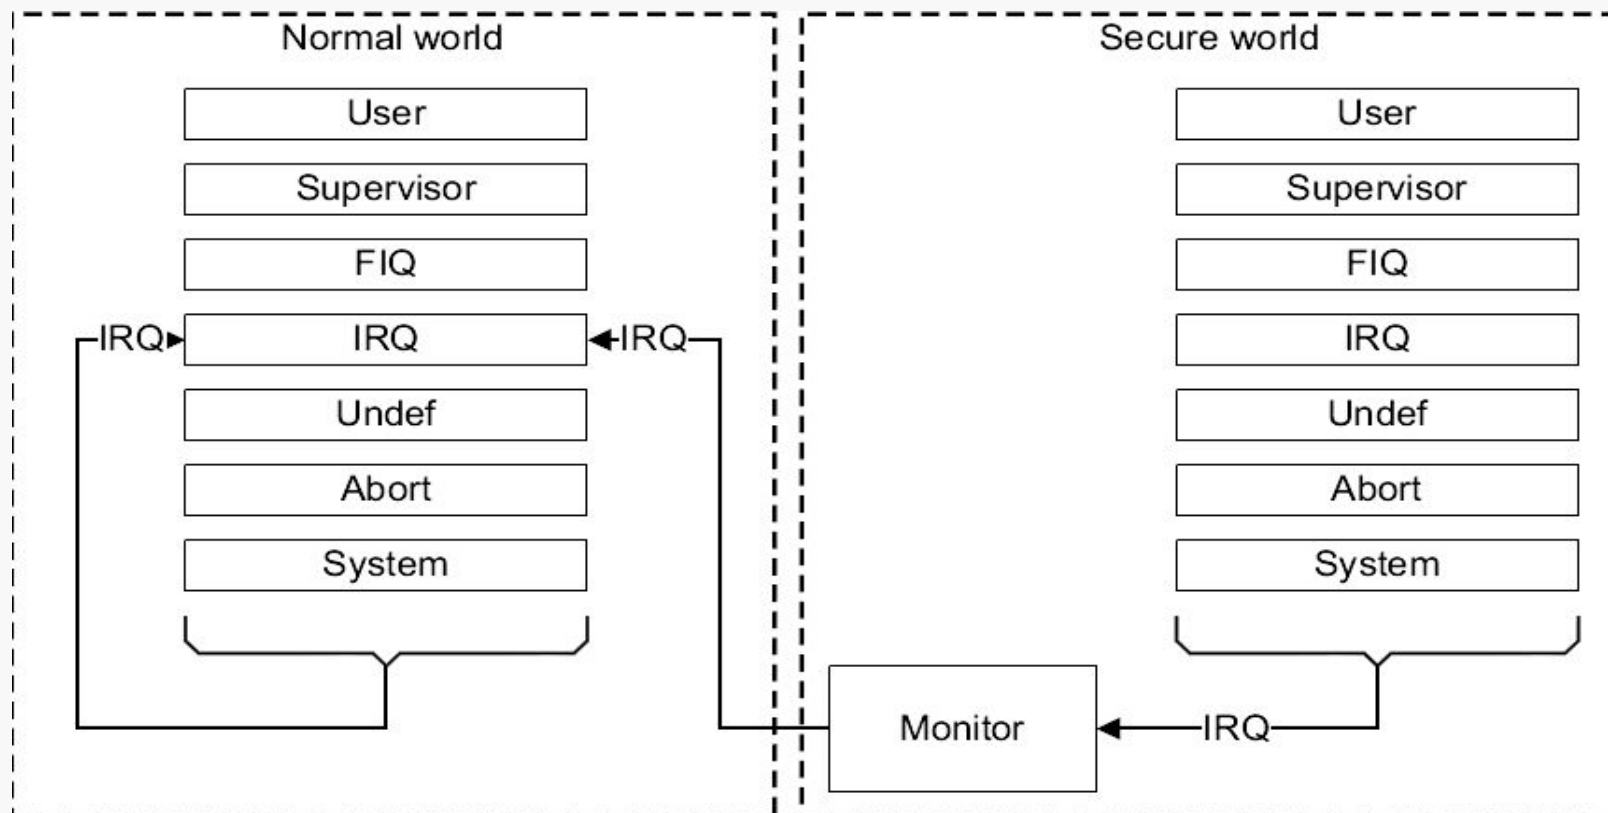 Normal world
User
Supervisor
FIQ
IRQ
IRQ
IRQ
Undef
Abort
System
Secure world
User
Supervisor
FIQ
IRQ
Undef
Abort
System
Monitor
IRQ